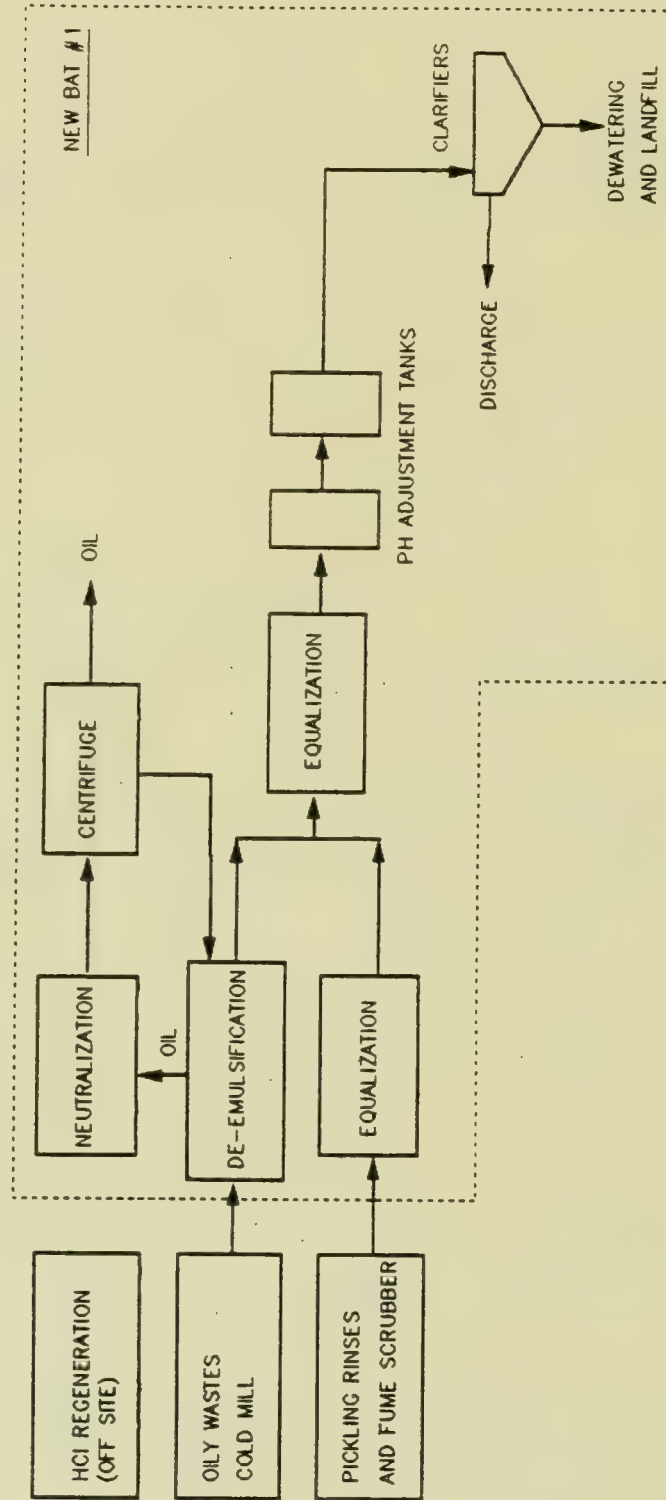 NEW BAT #1
HCl REGENERATION
(OFF SITE)
NEUTRALIZATION
CENTRIFUGE
OIL
OIL
OILY WASTES
COLD MILL
DE-EMULSIFICATION
PICKLING RINSES
AND FUME SCRUBBER
EQUALIZATION
EQUALIZATION
PH ADJUSTMENT TANKS
CLARIFIERS
DISCHARGE
DEWATERING
AND LANDFILL